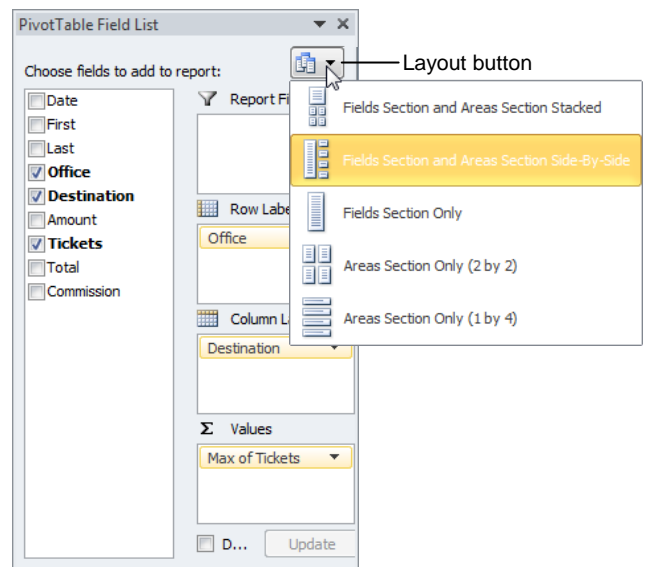 PivotTable Field List
Layout button
Choose fields to add to report:
Date
First
Last
Office
Destination
Amount
Tickets
Total
Commission
Report Fi
Row Labe
Office
Column L
Destination
Σ Values
Max of Tickets
D...
Update
Fields Section and Areas Section Stacked
Fields Section and Areas Section Side-By-Side
Fields Section Only
Areas Section Only (2 by 2)
Areas Section Only (1 by 4)